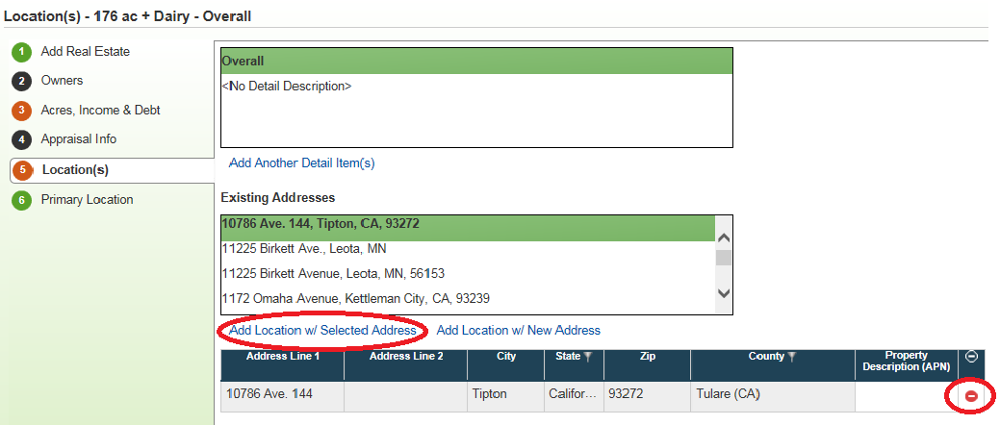 Location(s) - 176 ac + Dairy - Overall
1 Add Real Estate
2 Owners
3 Acres, Income & Debt
4 Appraisal Info
5 Location(s)
6 Primary Location
Overall
<No Detail Description>
Add Another Detail Item(s)
Existing Addresses
10786 Ave. 144, Tipton, CA, 93272
11225 Birkett Ave., Leota, MN
11225 Birkett Avenue, Leota, MN, 56153
1172 Omaha Avenue, Kettleman City, CA, 93239
Add Location w/ Selected Address Add Location w/ New Address
Address Line 1 Address Line 2 City State Zip County Property
Description (APN)
10786 Ave. 144 Tipton Califor... 93272 Tulare (CA)